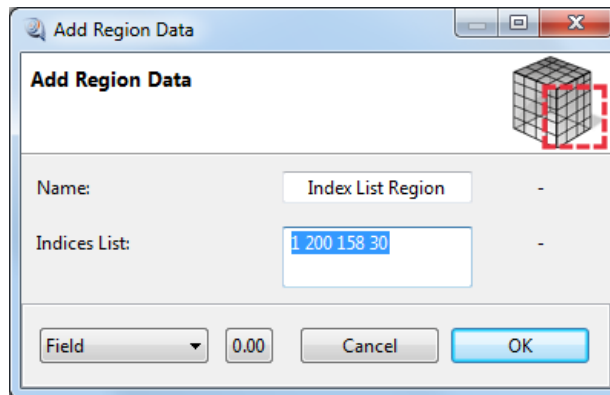 Add Region Data
Add Region Data
Name: Index List Region -
Indices List: 1 200 158 30 -
Field 0.00 Cancel OK